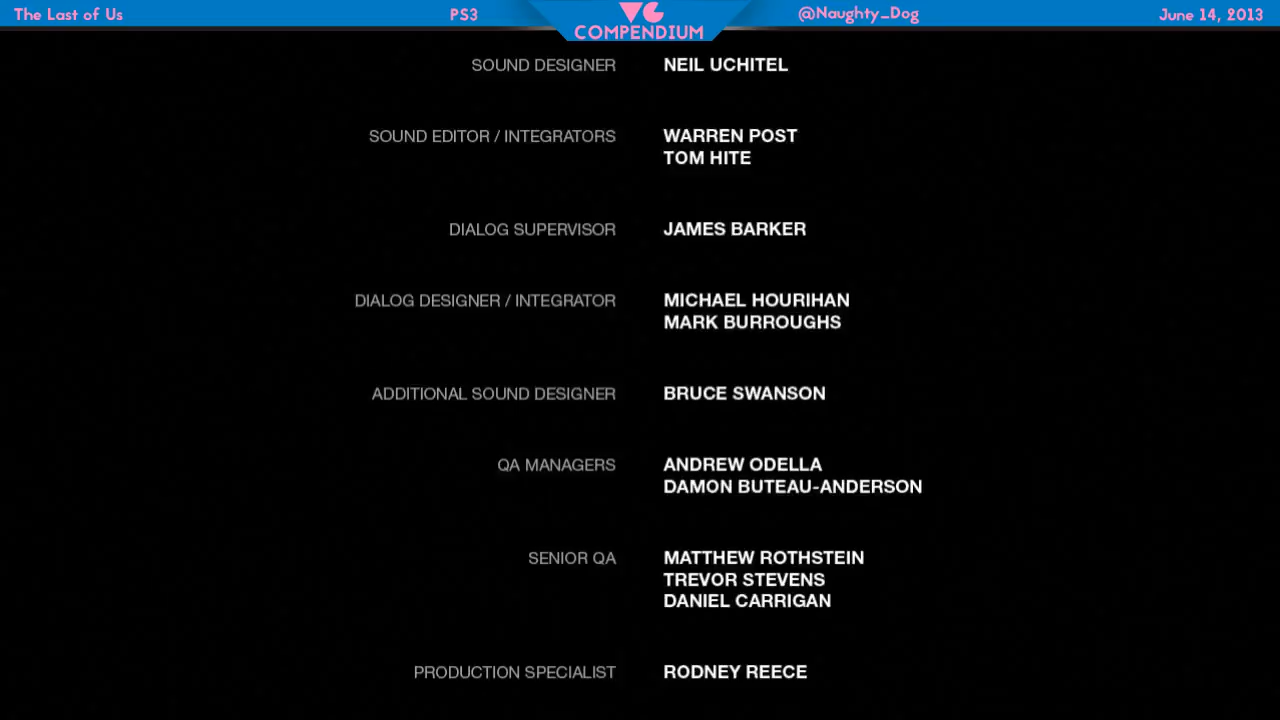 The Last of Us PS3 VG COMPENDIUM @Naughty_Dog June 14, 2013
SOUND DESIGNER NEIL UCHITEL
SOUND EDITOR / INTEGRATORS WARREN POST
TOM HITE
DIALOG SUPERVISOR JAMES BARKER
DIALOG DESIGNER / INTEGRATOR MICHAEL HOURIHAN
MARK BURROUGHS
ADDITIONAL SOUND DESIGNER BRUCE SWANSON
QA MANAGERS ANDREW ODELLA
DAMON BUTEAU-ANDERSON
SENIOR QA MATTHEW ROTHSTEIN
TREVOR STEVENS
DANIEL CARRIGAN
PRODUCTION SPECIALIST RODNEY REECE